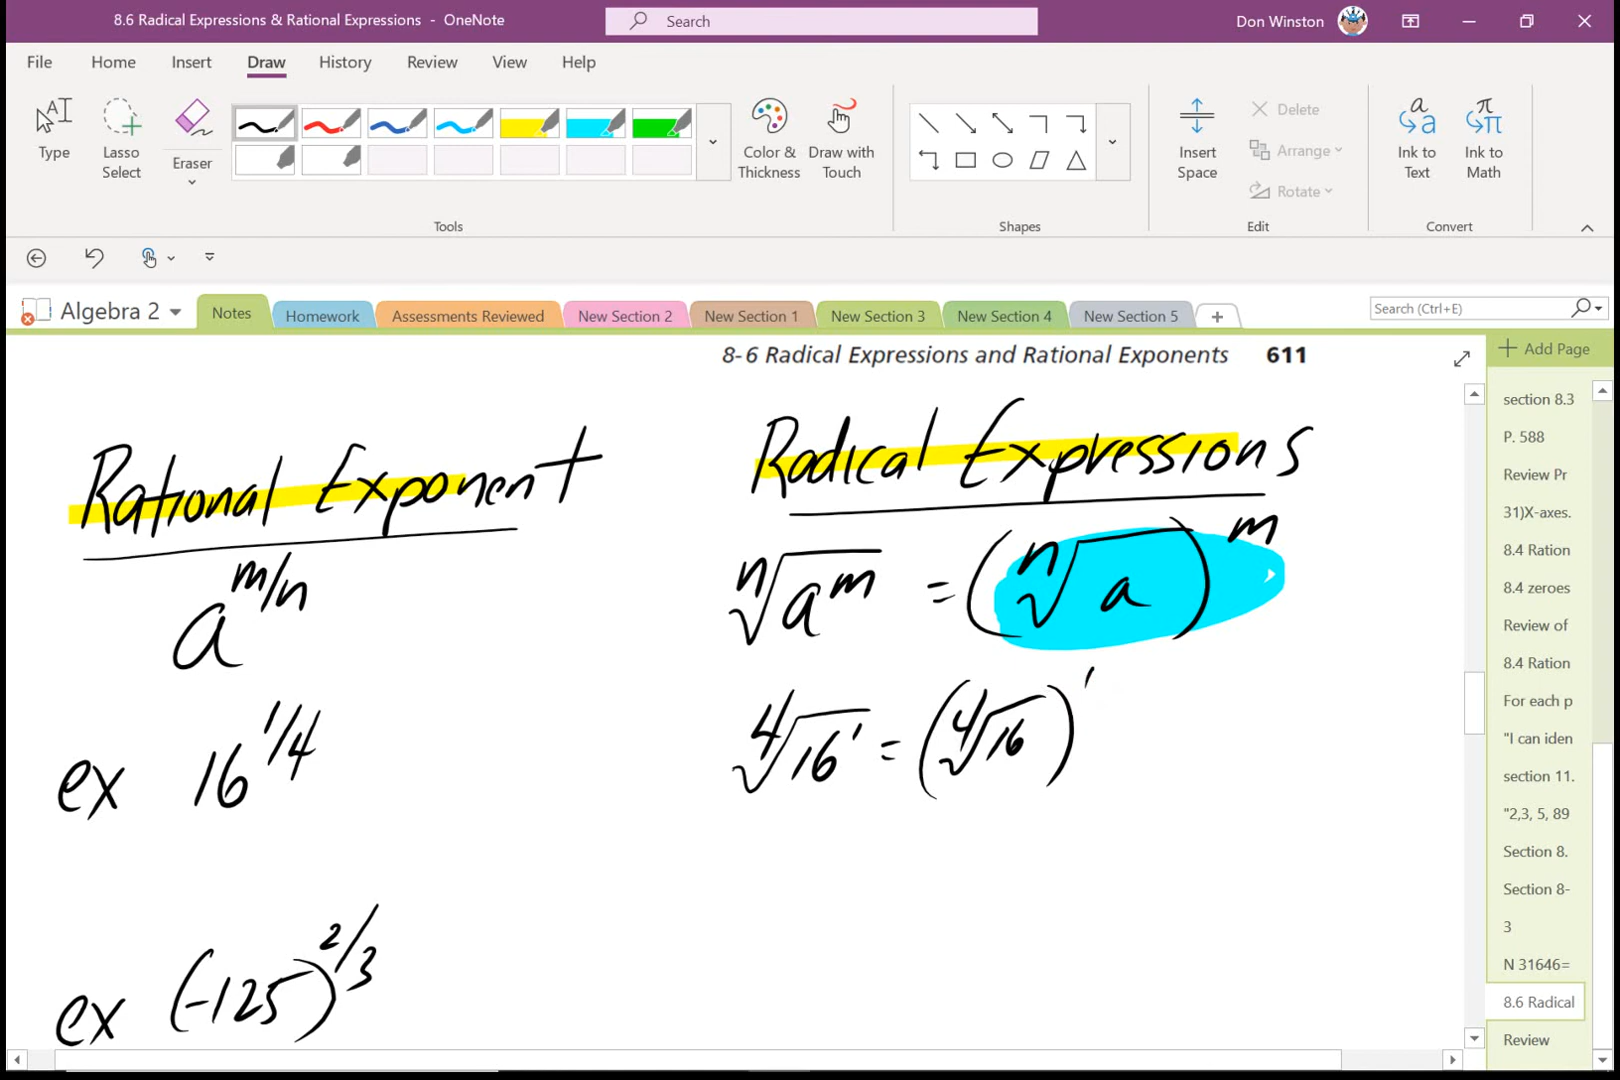 8.6 Radical Expressions & Rational Expressions - OneNote
Search
Don Winston
File Home Insert Draw History Review View Help
Type
Lasso Select
Eraser
Color & Thickness
Draw with Touch
Insert Space
Delete
Arrange
Rotate
Ink to Text
Ink to Math
Tools
Shapes
Edit
Convert
Algebra 2
Notes Homework Assessments Reviewed New Section 2 New Section 1 New Section 3 New Section 4 New Section 5 +
Search (Ctrl+E)
8-6 Radical Expressions and Rational Exponents 611
Rational Exponent
a^m/n
ex 16^1/4
ex (-125)^2/3
Radical Expressions
ⁿ√a^m = (ⁿ√a)^m
⁴√16^1 = (⁴√16)^1
Add Page
section 8.3
P. 588
Review Pr
31)X-axes.
8.4 Ration
8.4 zeroes
Review of
8.4 Ration
For each p
"I can iden
section 11.
"2,3, 5, 89
Section 8.
Section 8-
3
N 31646=
8.6 Radical
Review